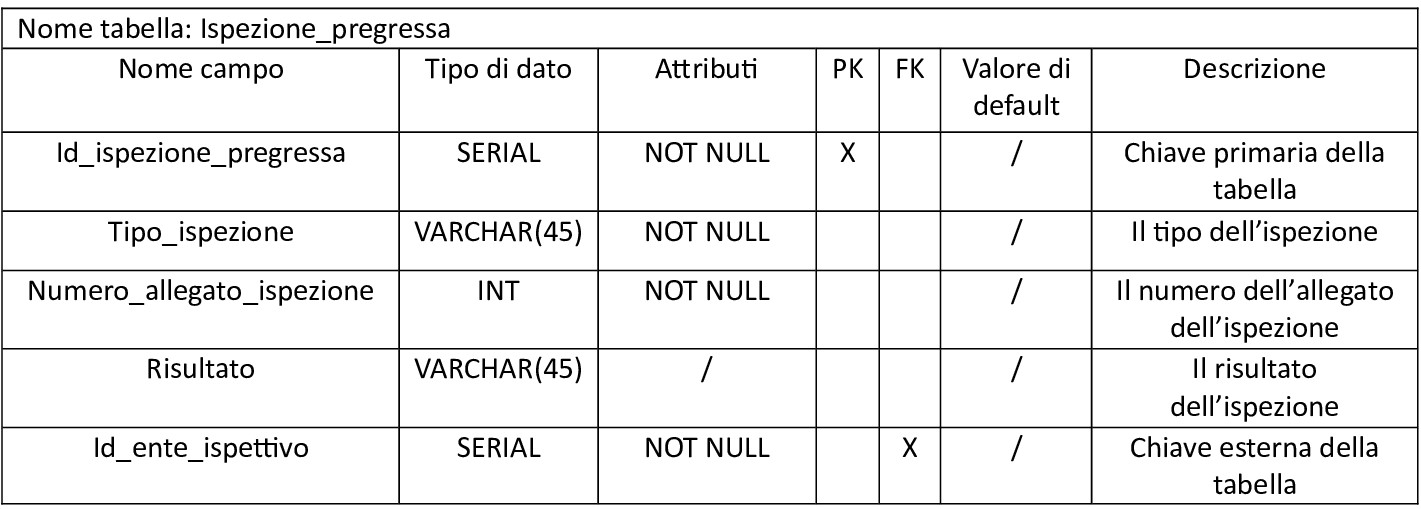 Nome tabella: Ispezione_pregressa
Nome campo Tipo di dato Attributi PK FK Valore di default Descrizione
Id_ispezione_pregressa SERIAL NOT NULL X / Chiave primaria della tabella
Tipo_ispezione VARCHAR(45) NOT NULL / Il tipo dell’ispezione
Numero_allegato_ispezione INT NOT NULL / Il numero dell’allegato dell’ispezione
Risultato VARCHAR(45) / / Il risultato dell’ispezione
Id_ente_ispettivo SERIAL NOT NULL X / Chiave esterna della tabella